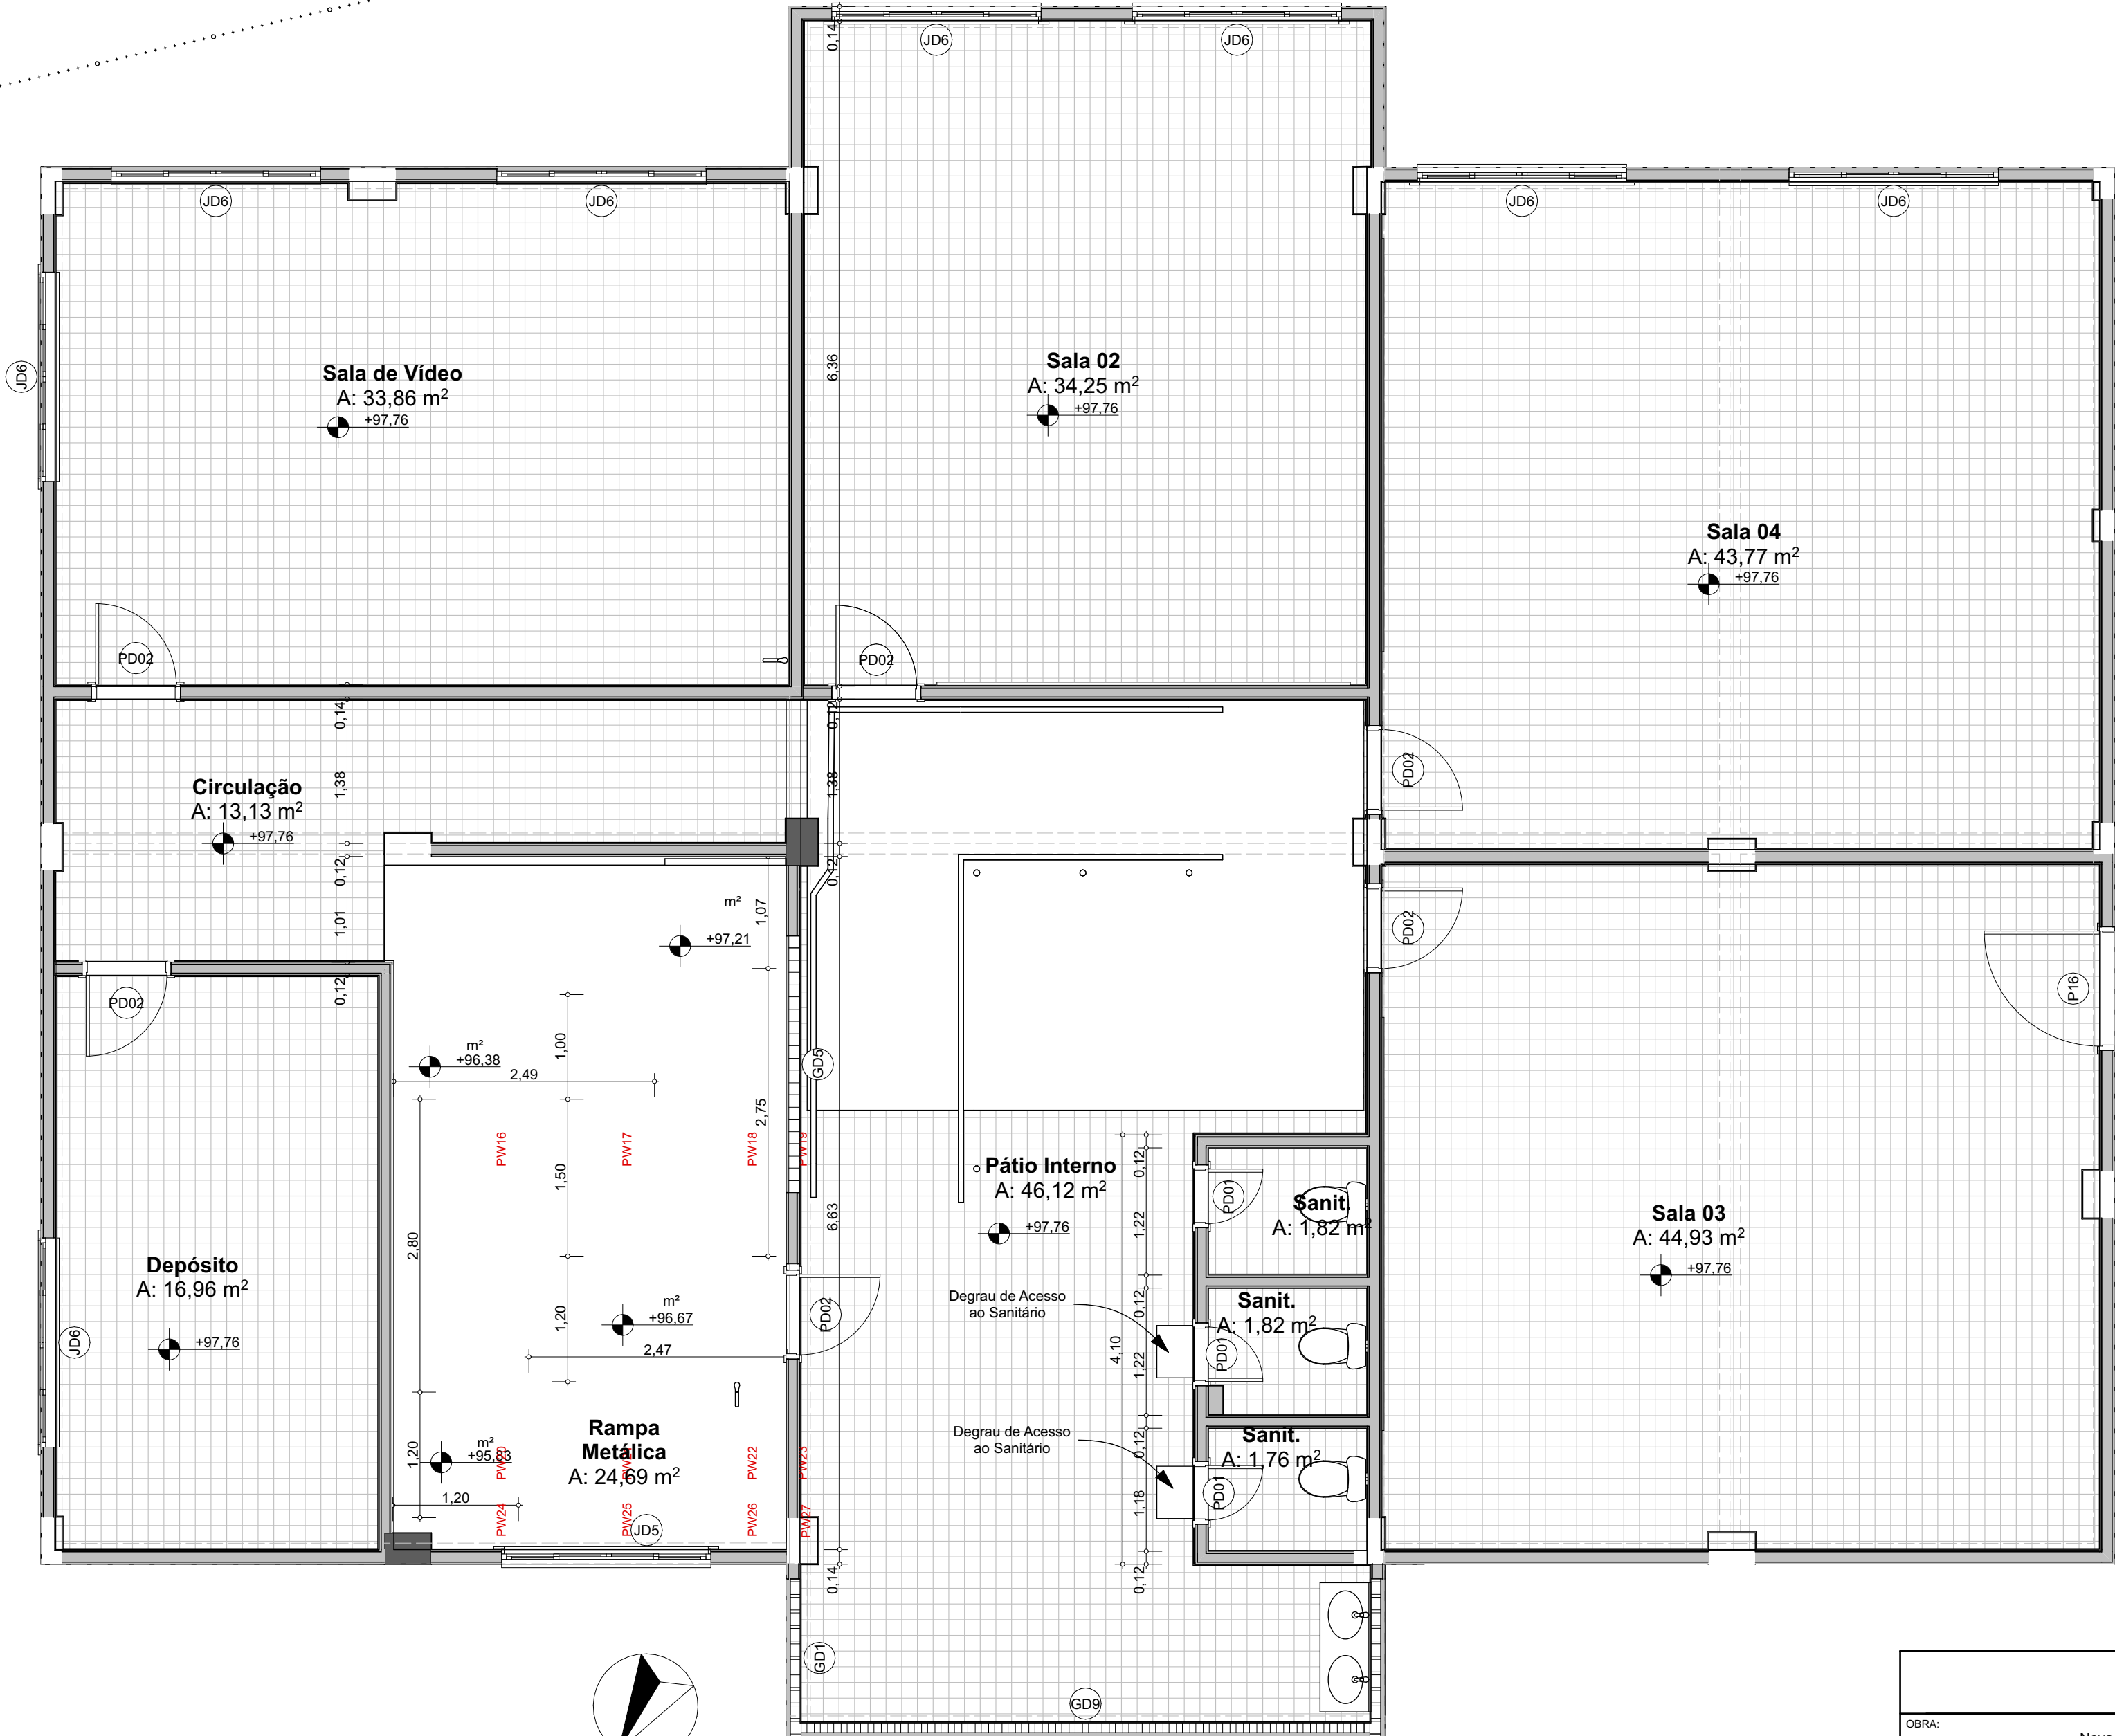 JD6
JD6
JD6
JD6
JD6
JD6
JD6
Sala de Vídeo
A: 33,86 m²
+97,76
Sala 02
A: 34,25 m²
+97,76
Sala 04
A: 43,77 m²
+97,76
0,14
6,36
PD02
PD02
PD02
PD02
0,14
1,38
0,12
1,01
0,12
0,12
1,38
0,12
Circulação
A: 13,13 m²
+97,76
m²
+97,21
1,07
2,75
PD02
m²
+96,38
2,49
1,00
1,50
1,20
2,80
1,20
GD5
P16
PW16
PW17
PW18
PW19
Pátio Interno
A: 46,12 m²
+97,76
6,63
4,10
0,12
1,22
0,12
1,22
0,12
1,18
0,12
PD01
Sanit.
A: 1,82 m²
Sala 03
A: 44,93 m²
+97,76
Depósito
A: 16,96 m²
+97,76
JD6
m²
+96,67
2,47
PD02
Degrau de Acesso
ao Sanitário
Sanit.
A: 1,82 m²
PD01
Rampa
Metálica
A: 24,69 m²
m²
+95,83
1,20
PW22
PW23
PW24
PW25
PW26
PW27
JD5
Degrau de Acesso
ao Sanitário
Sanit.
A: 1,76 m²
PD01
0,14
GD1
GD9
OBRA: